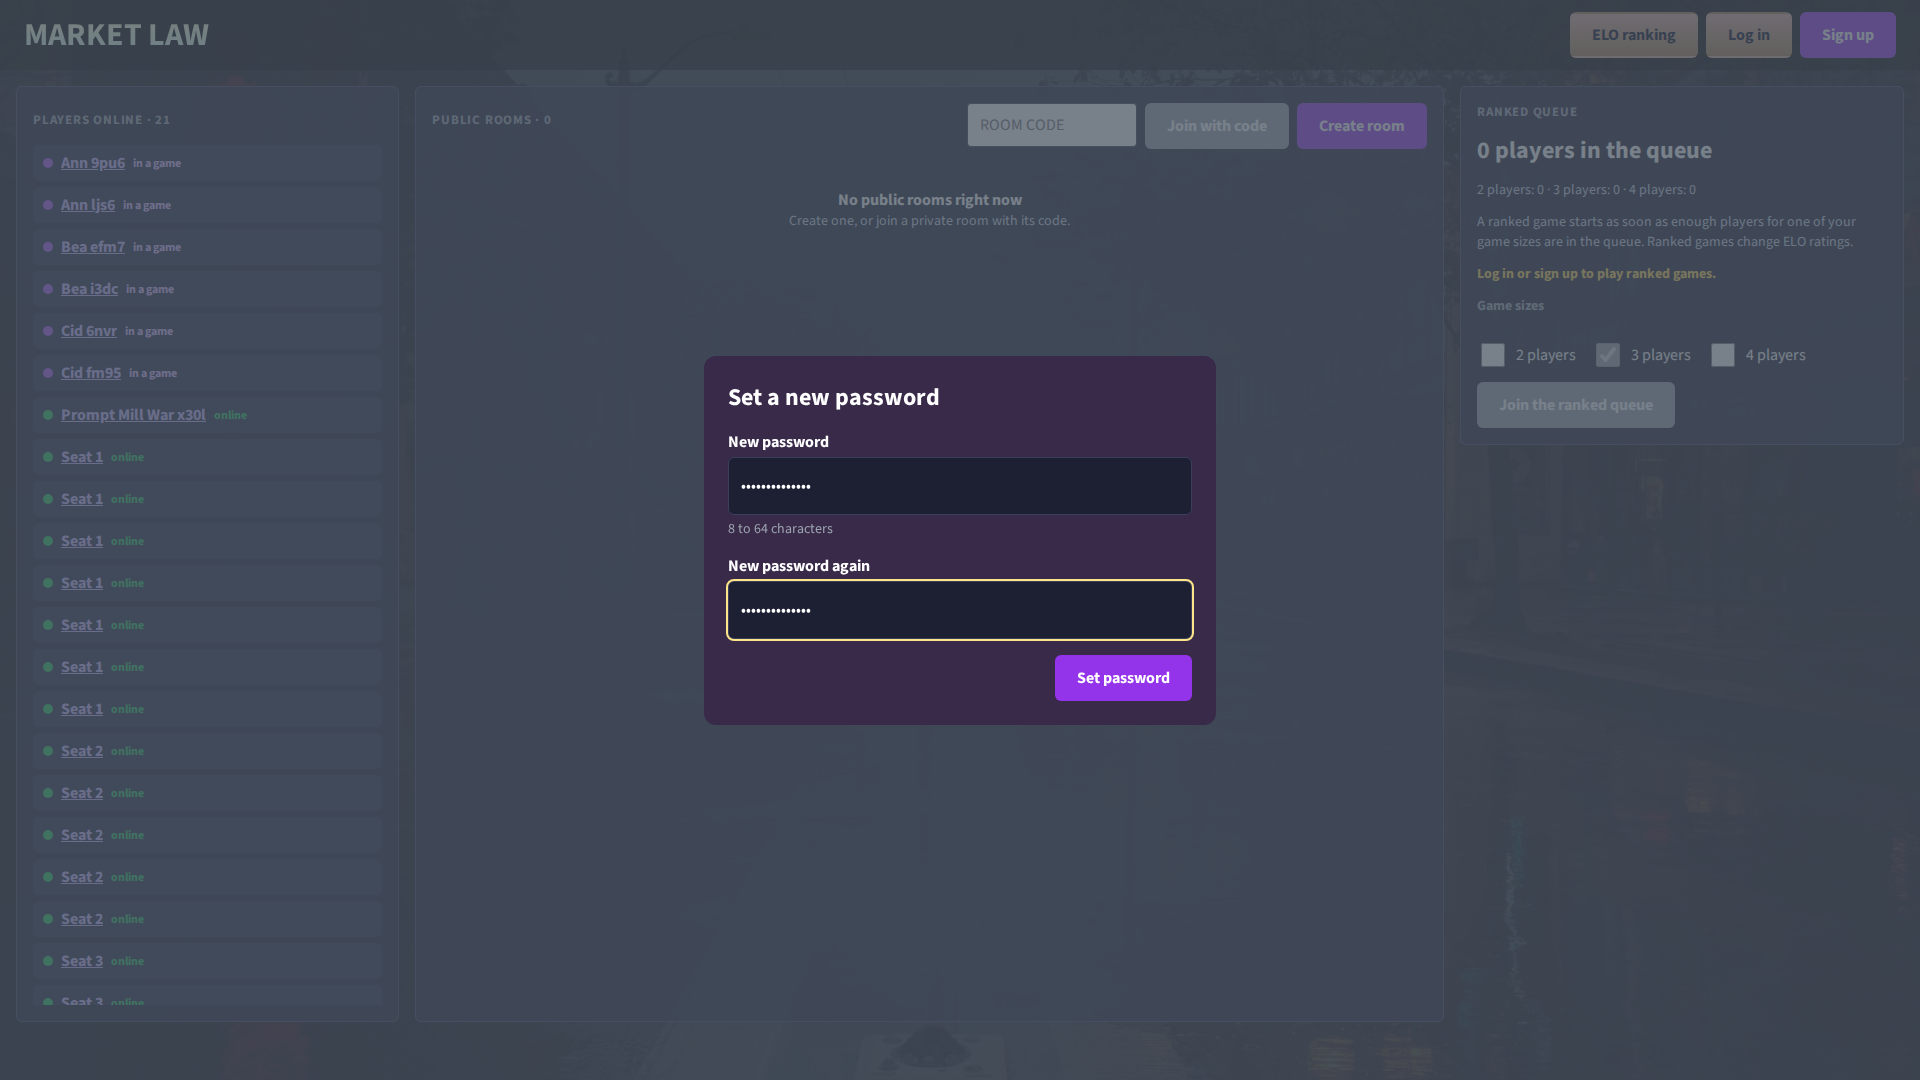 MARKET LAW
ELO ranking
Log in
Sign up
PLAYERS ONLINE · 21
Ann 9pu6 in a game
Ann ljs6 in a game
Bea efm7 in a game
Bea i3dc in a game
Cid 6nvr in a game
Cid fm95 in a game
Prompt Mill War x30l online
Seat 1 online
Seat 1 online
Seat 1 online
Seat 1 online
Seat 1 online
Seat 1 online
Seat 1 online
Seat 2 online
Seat 2 online
Seat 2 online
Seat 2 online
Seat 2 online
Seat 3 online
Seat 3 online
PUBLIC ROOMS · 0
ROOM CODE
Join with code
Create room
No public rooms right now
Create one, or join a private room with its code.
Set a new password
New password
••••••••••••••
8 to 64 characters
New password again
••••••••••••••
Set password
RANKED QUEUE
0 players in the queue
2 players: 0 · 3 players: 0 · 4 players: 0
A ranked game starts as soon as enough players for one of your
game sizes are in the queue. Ranked games change ELO ratings.
Log in or sign up to play ranked games.
Game sizes
2 players
3 players
4 players
Join the ranked queue